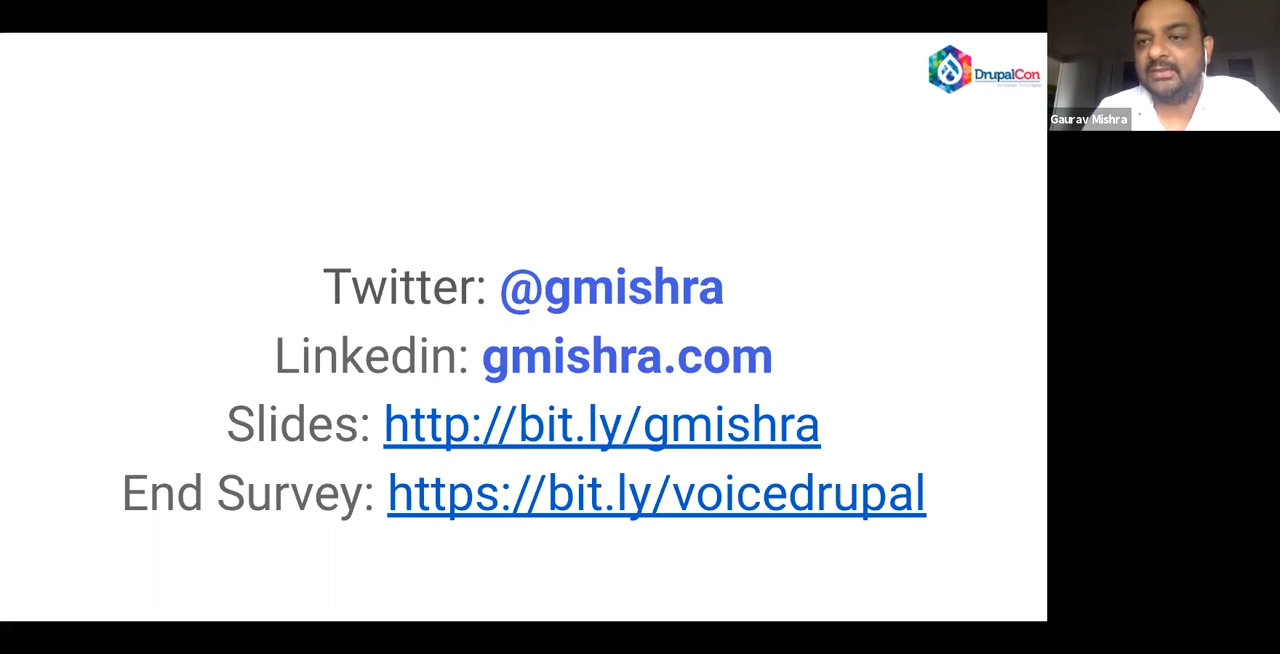 DrupalCon
Gaurav Mishra
Twitter: @gmishra
Linkedin: gmishra.com
Slides: http://bit.ly/gmishra
End Survey: https://bit.ly/voicedrupal